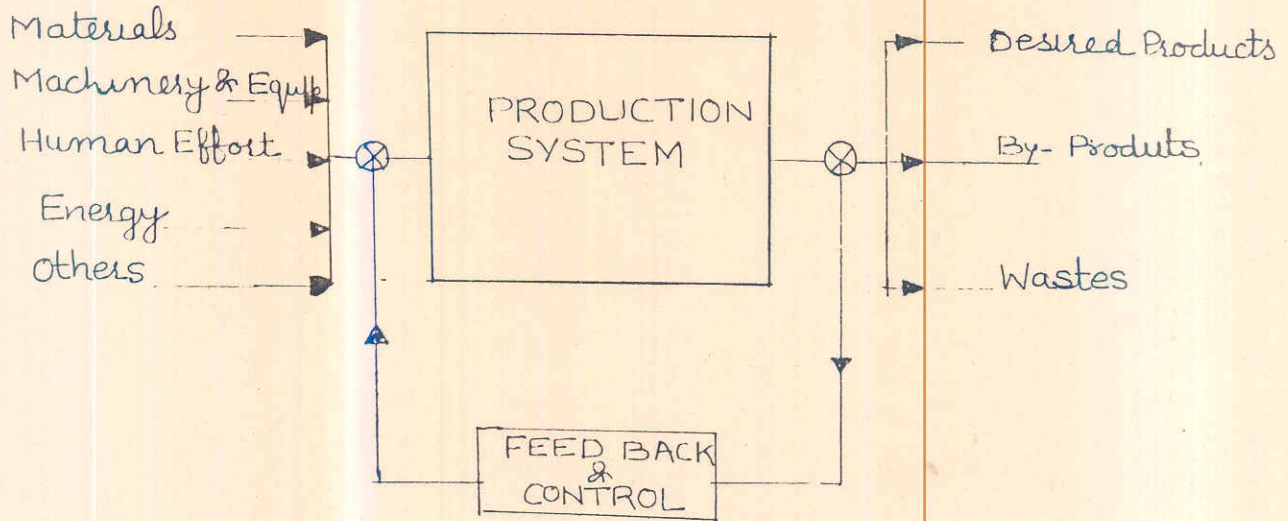 Materials
Machinery & Equip
Human Effort
Energy
Others
PRODUCTION
SYSTEM
Desired Products
By-Produts
Wastes
FEED BACK
&
CONTROL